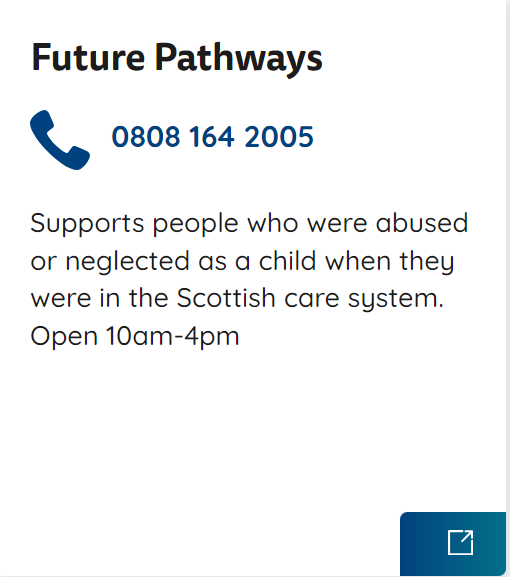 Future Pathways
0808 164 2005
Supports people who were abused
or neglected as a child when they
were in the Scottish care system.
Open 10am-4pm